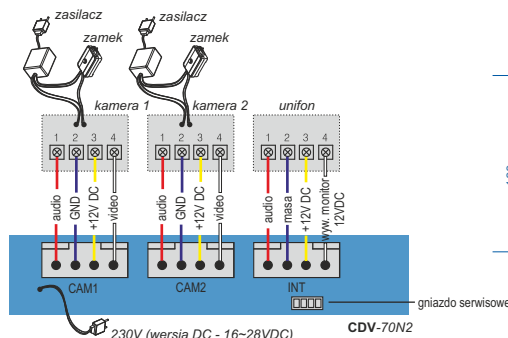 zasilacz
zamek
zasilacz
zamek
kamera 1
kamera 2
unifon
1 2 3 4
1 2 3 4
1 2 3 4
audio
GND
+12V DC
video
audio
GND
+12V DC
video
audio
masa
+12V DC
wyw. monitor
12VDC
CAM1
CAM2
INT
gniazdo serwisowe
CDV-70N2
230V (wersja DC - 16~28VDC)